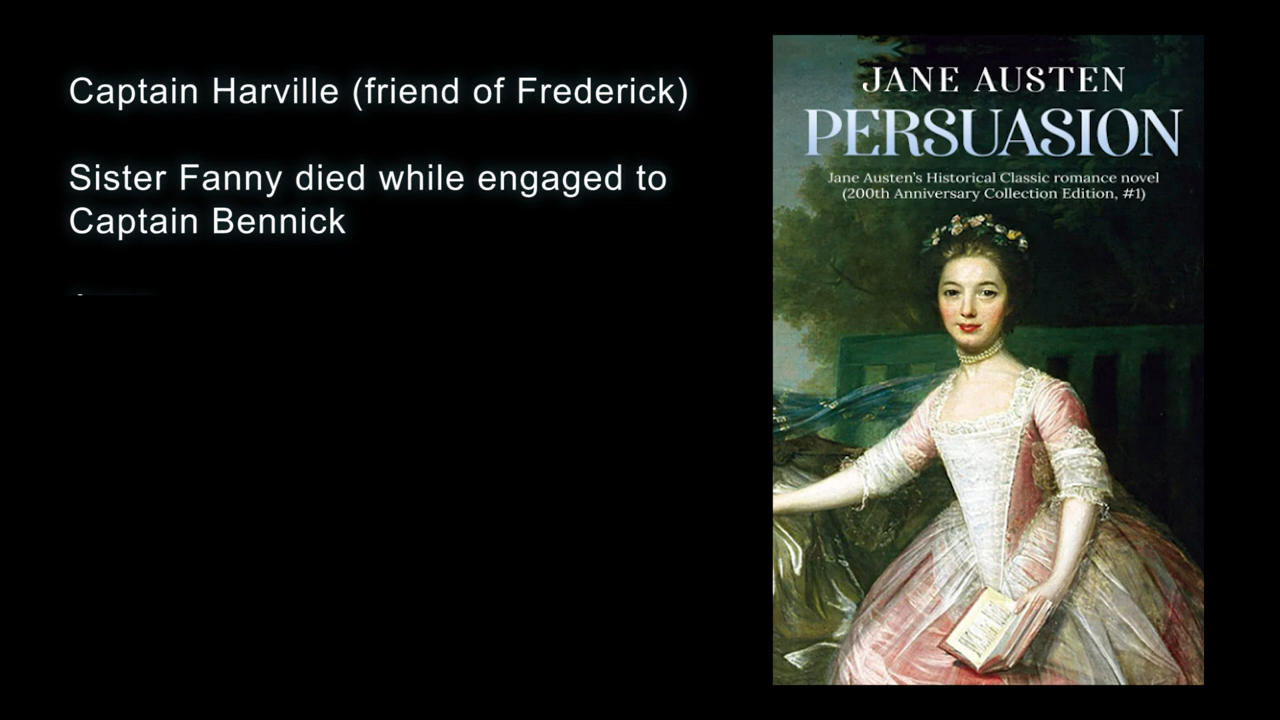 Captain Harville (friend of Frederick)
Sister Fanny died while engaged to
Captain Bennick
JANE AUSTEN
PERSUASION
Jane Austen's Historical Classic romance novel
(200th Anniversary Collection Edition, #1)